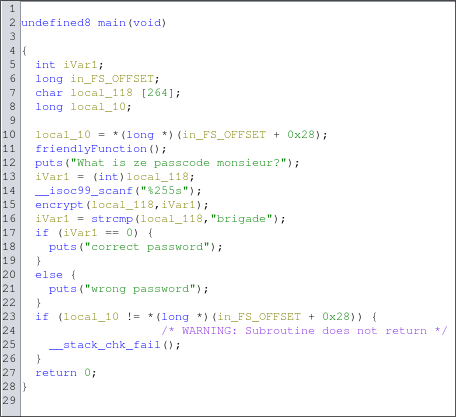 1
2 undefined8 main(void)
3
4 {
5 int iVar1;
6 long in_FS_OFFSET;
7 char local_118 [264];
8 long local_10;
9
10 local_10 = *(long *)(in_FS_OFFSET + 0x28);
11 friendlyFunction();
12 puts("What is ze passcode monsieur?");
13 iVar1 = (int)local_118;
14 __isoc99_scanf("%255s");
15 encrypt(local_118,iVar1);
16 iVar1 = strcmp(local_118,"brigade");
17 if (iVar1 == 0) {
18 puts("correct password");
19 }
20 else {
21 puts("wrong password");
22 }
23 if (local_10 != *(long *)(in_FS_OFFSET + 0x28)) {
24 /* WARNING: Subroutine does not return */
25 __stack_chk_fail();
26 }
27 return 0;
28 }
29